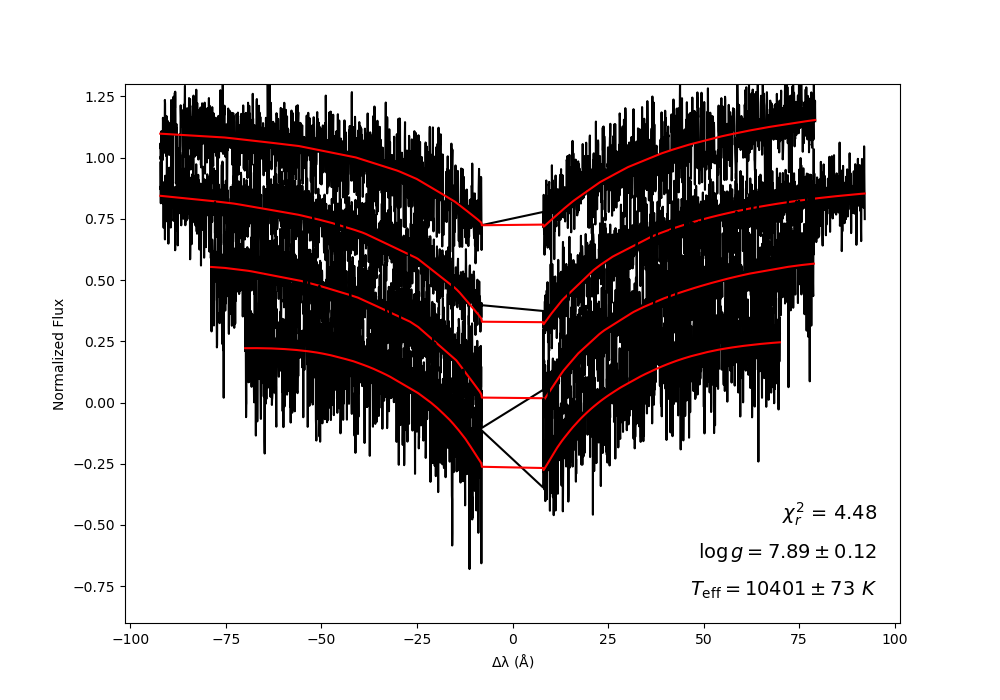 1.25
1.00
0.75
0.50
0.25
0.00
−0.25
−0.50
−0.75
Normalized Flux
χ²ᵣ = 4.48
log g = 7.89 ± 0.12
T_eff = 10401 ± 73 K
−100 −75 −50 −25 0 25 50 75 100
Δλ (Å)